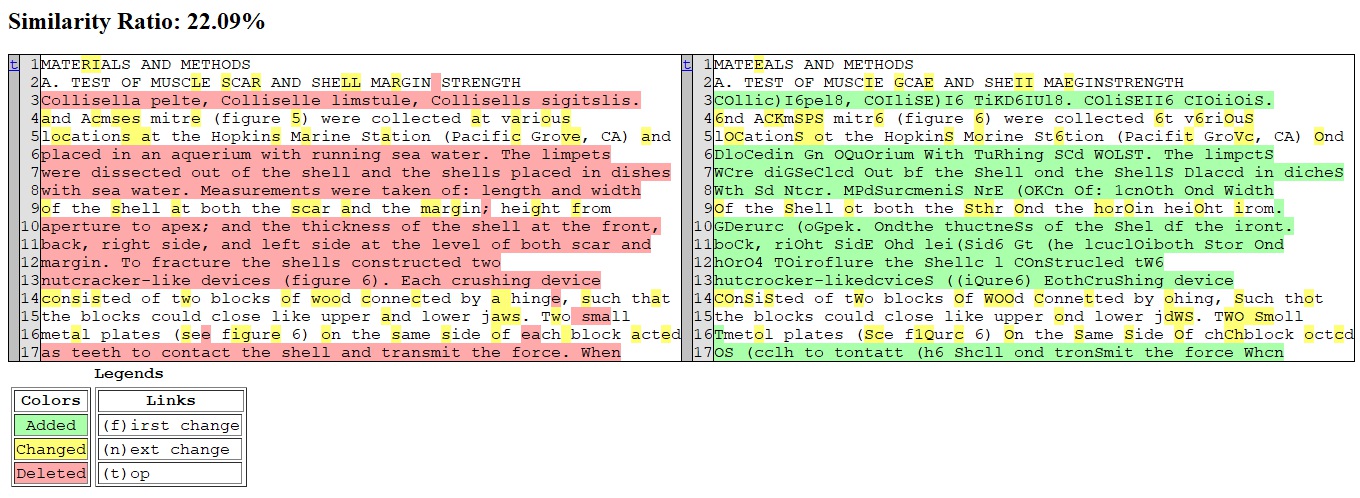 Similarity Ratio: 22.09%
t 1 MATERIALS AND METHODS
2 A. TEST OF MUSCLE SCAR AND SHELL MARGIN STRENGTH
3 Collisella pelte, Colliselle limstule, Collisells sigitslis.
4 and Acmses mitre (figure 5) were collected at various
5 locations at the Hopkins Marine Station (Pacific Grove, CA) and
6 placed in an aquerium with running sea water. The limpets
7 were dissected out of the shell and the shells placed in dishes
8 with sea water. Measurements were taken of: length and width
9 of the shell at both the scar and the margin; height from
10 aperture to apex; and the thickness of the shell at the front,
11 back, right side, and left side at the level of both scar and
12 margin. To fracture the shells constructed two
13 nutcracker-like devices (figure 6). Each crushing device
14 consisted of two blocks of wood connected by a hinge, such that
15 the blocks could close like upper and lower jaws. Two small
16 metal plates (see figure 6) on the same side of each block acted
17 as teeth to contact the shell and transmit the force. When
t 1 MATEEALS AND METHODS
2 A. TEST OF MUSCIE GCAE AND SHEII MAEGINSTRENGTH
3 COllic)I6pel8, COIliSE)I6 TiKD6IUl8. COliSEII6 CIOiiOiS.
4 6nd ACKmSPS mitr6 (figure 6) were collected 6t v6riOuS
5 lOCationS ot the HopkinS Morine St6tion (Pacifit GroVc, CA) Ond
6 DloCedin Gn OQuOrium With TuRhing SCd WOLST. The limpctS
7 WCre diGSeClcd Out bf the Shell ond the ShellS Dlaccd in dicheS
8 Wth Sd Ntcr. MPdSurcmeniS NrE (OKCn Of: 1cnOth Ond Width
9 Of the Shell ot both the Sthr Ond the horOin heiOht irom.
10 GDerurc (oGpek. Ondthe thuctneSs of the Shel df the iront.
11 boCk, riOht SidE Ohd lei(Sid6 Gt (he lcuclOiboth Stor Ond
12 hOrO4 TOiroflure the Shellc l COnStrucled tW6
13 hutcrocker-likedcviceS ((iQure6) EothCruShing device
14 COnSiSted of tWo blocks Of WOOd Connetted by ohing, Such thot
15 the blocks could close like upper ond lower jdWS. TWO Smoll
16 Tmetol plates (Sce f1Qurc 6) On the Same Side Of chChblock octcd
17 OS (cclh to tontatt (h6 Shcll ond tronSmit the force Whcn
Legends
Colors Links
Added (f)irst change
Changed (n)ext change
Deleted (t)op